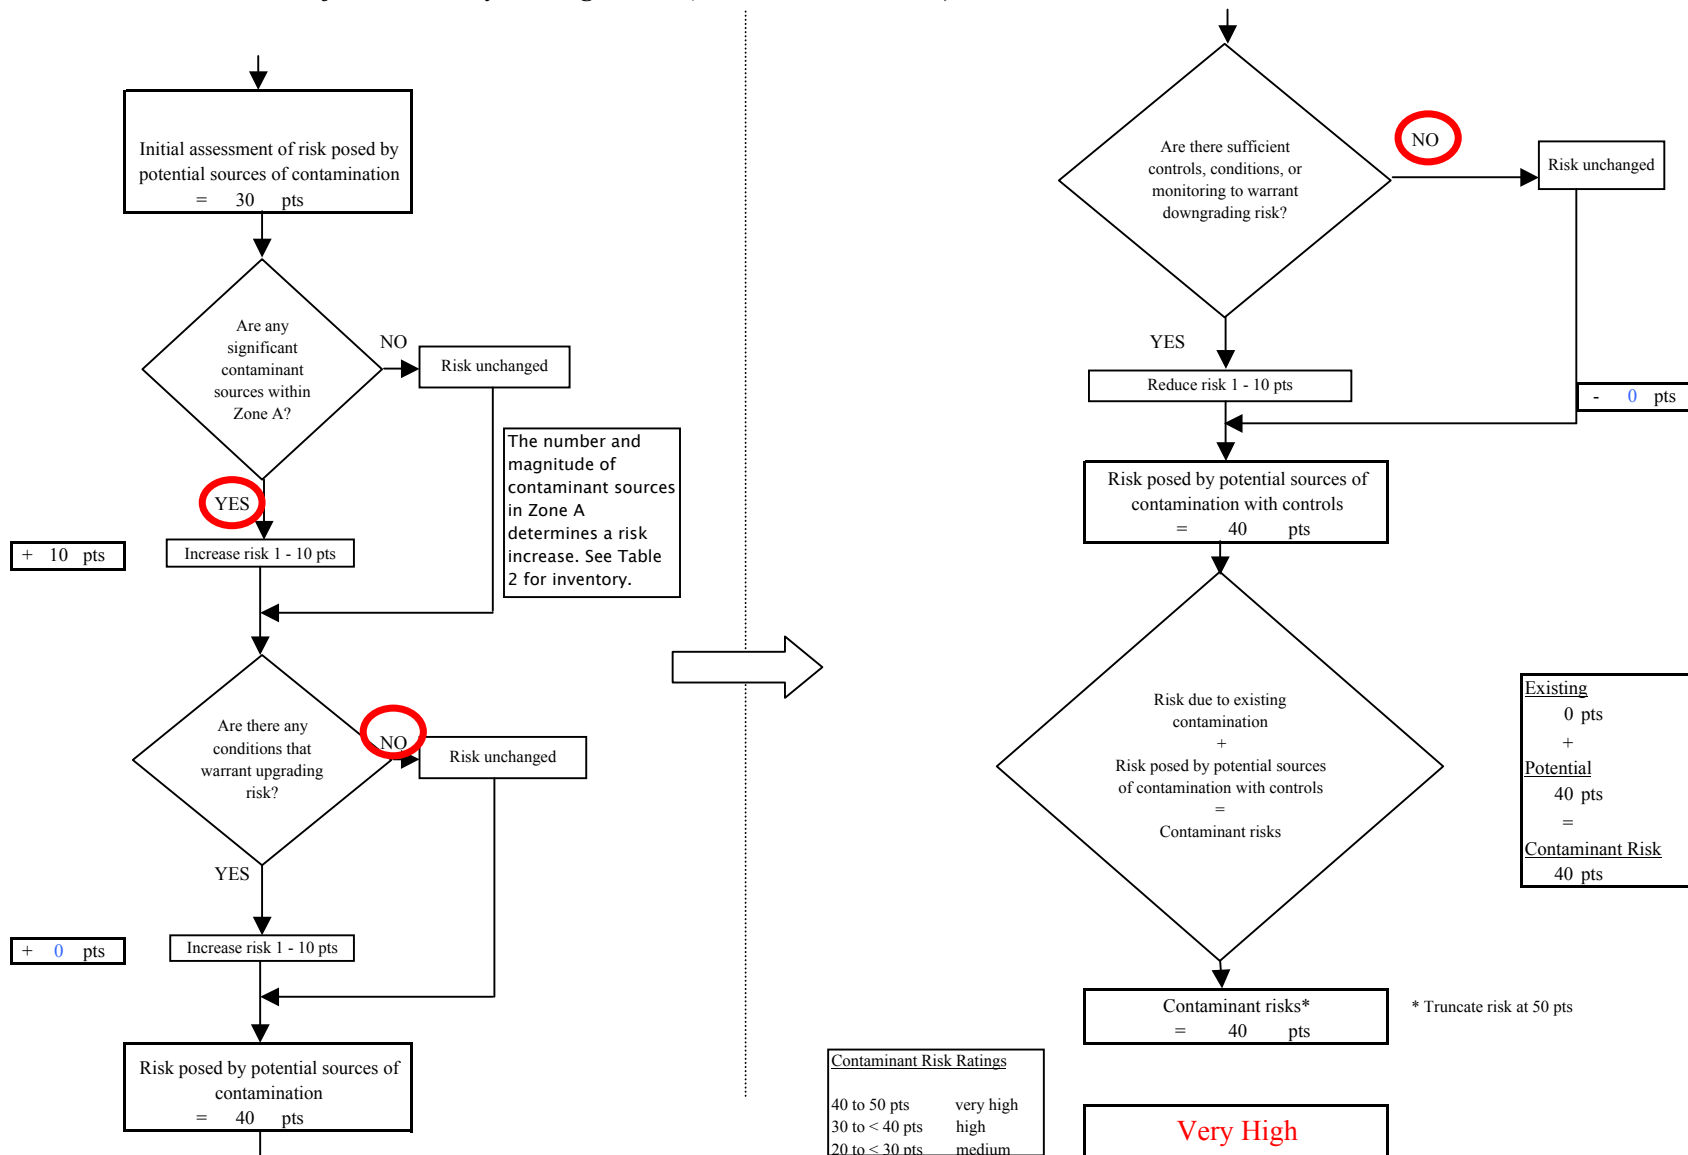 Initial assessment of risk posed by
potential sources of contamination
= 30 pts
Are any
significant
contaminant
sources within
Zone A?
NO
Risk unchanged
YES
The number and
magnitude of
contaminant sources
in Zone A
determines a risk
increase. See Table
2 for inventory.
+ 10 pts
Increase risk 1 - 10 pts
Are there any
conditions that
warrant upgrading
risk?
NO
Risk unchanged
YES
+ 0 pts
Increase risk 1 - 10 pts
Risk posed by potential sources of
contamination
= 40 pts
Are there sufficient
controls, conditions, or
monitoring to warrant
downgrading risk?
NO
Risk unchanged
YES
Reduce risk 1 - 10 pts
- 0 pts
Risk posed by potential sources of
contamination with controls
= 40 pts
Risk due to existing
contamination
+
Risk posed by potential sources
of contamination with controls
=
Contaminant risks
Existing
0 pts
+
Potential
40 pts
=
Contaminant Risk
40 pts
Contaminant risks*
= 40 pts
* Truncate risk at 50 pts
Contaminant Risk Ratings
40 to 50 pts very high
30 to < 40 pts high
20 to < 30 pts medium
Very High